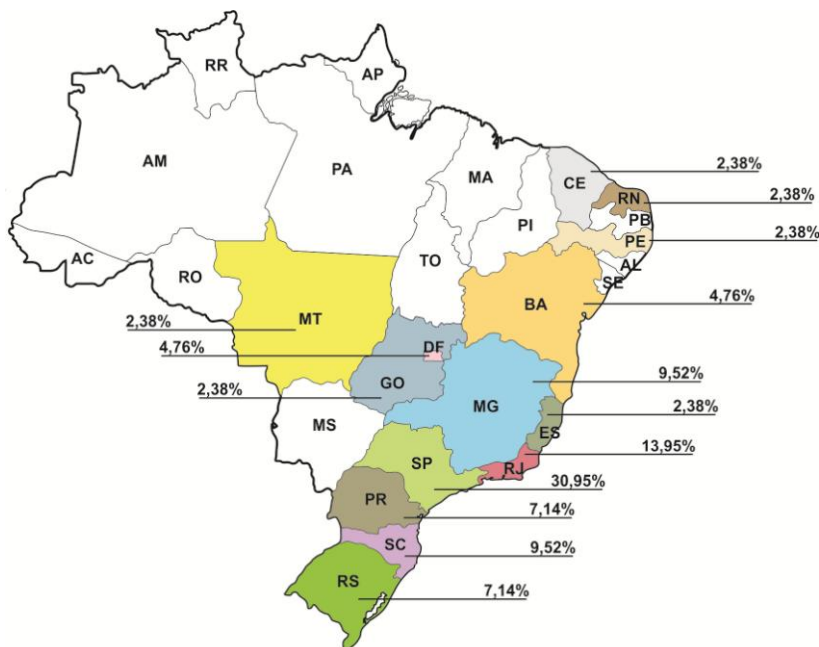 RR
AP
AM
PA
MA
CE
2,38%
RN
2,38%
PB
PI
PE
2,38%
AC
RO
TO
AL
SE
BA
4,76%
MT
2,38%
DF
4,76%
GO
2,38%
MG
9,52%
MS
ES
2,38%
SP
30,95%
RJ
13,95%
PR
7,14%
SC
9,52%
RS
7,14%